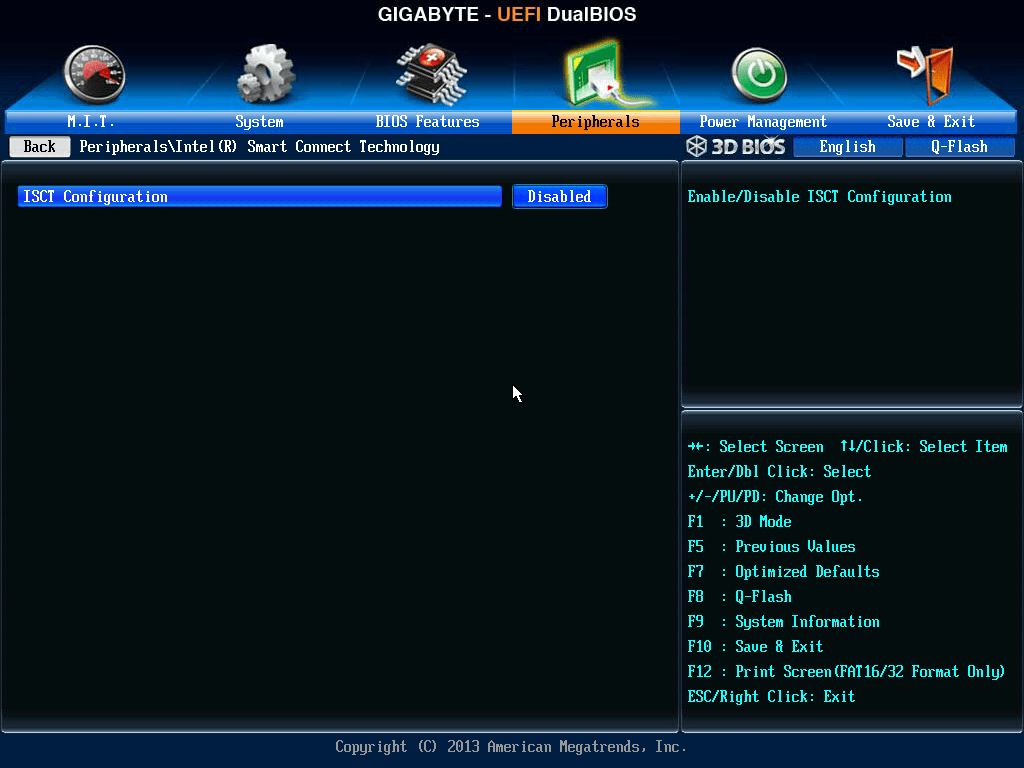 GIGABYTE - UEFI DualBIOS
M.I.T. System BIOS Features Peripherals Power Management Save & Exit
Back Peripherals\Intel(R) Smart Connect Technology 3D BIOS English Q-Flash
ISCT Configuration Disabled
Enable/Disable ISCT Configuration
→←: Select Screen ↑↓/Click: Select Item
Enter/Dbl Click: Select
+/-/PU/PD: Change Opt.
F1 : 3D Mode
F5 : Previous Values
F7 : Optimized Defaults
F8 : Q-Flash
F9 : System Information
F10 : Save & Exit
F12 : Print Screen(FAT16/32 Format Only)
ESC/Right Click: Exit
Copyright (C) 2013 American Megatrends, Inc.